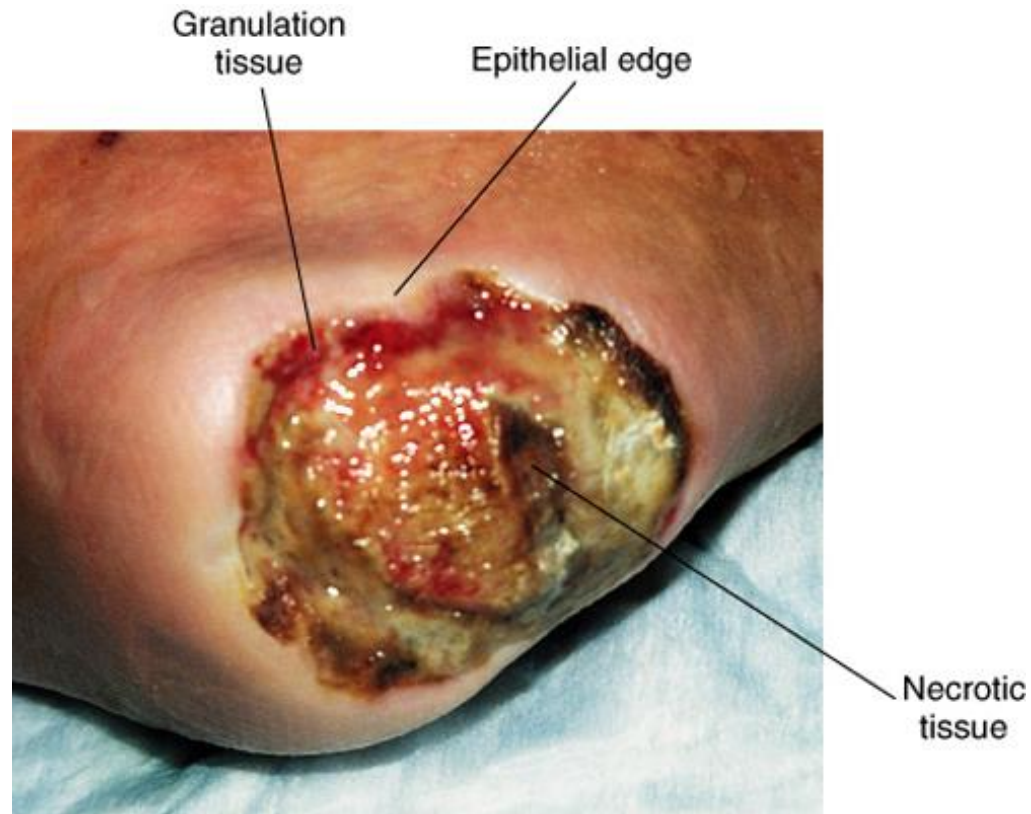 Granulation
tissue
Epithelial edge
Necrotic
tissue